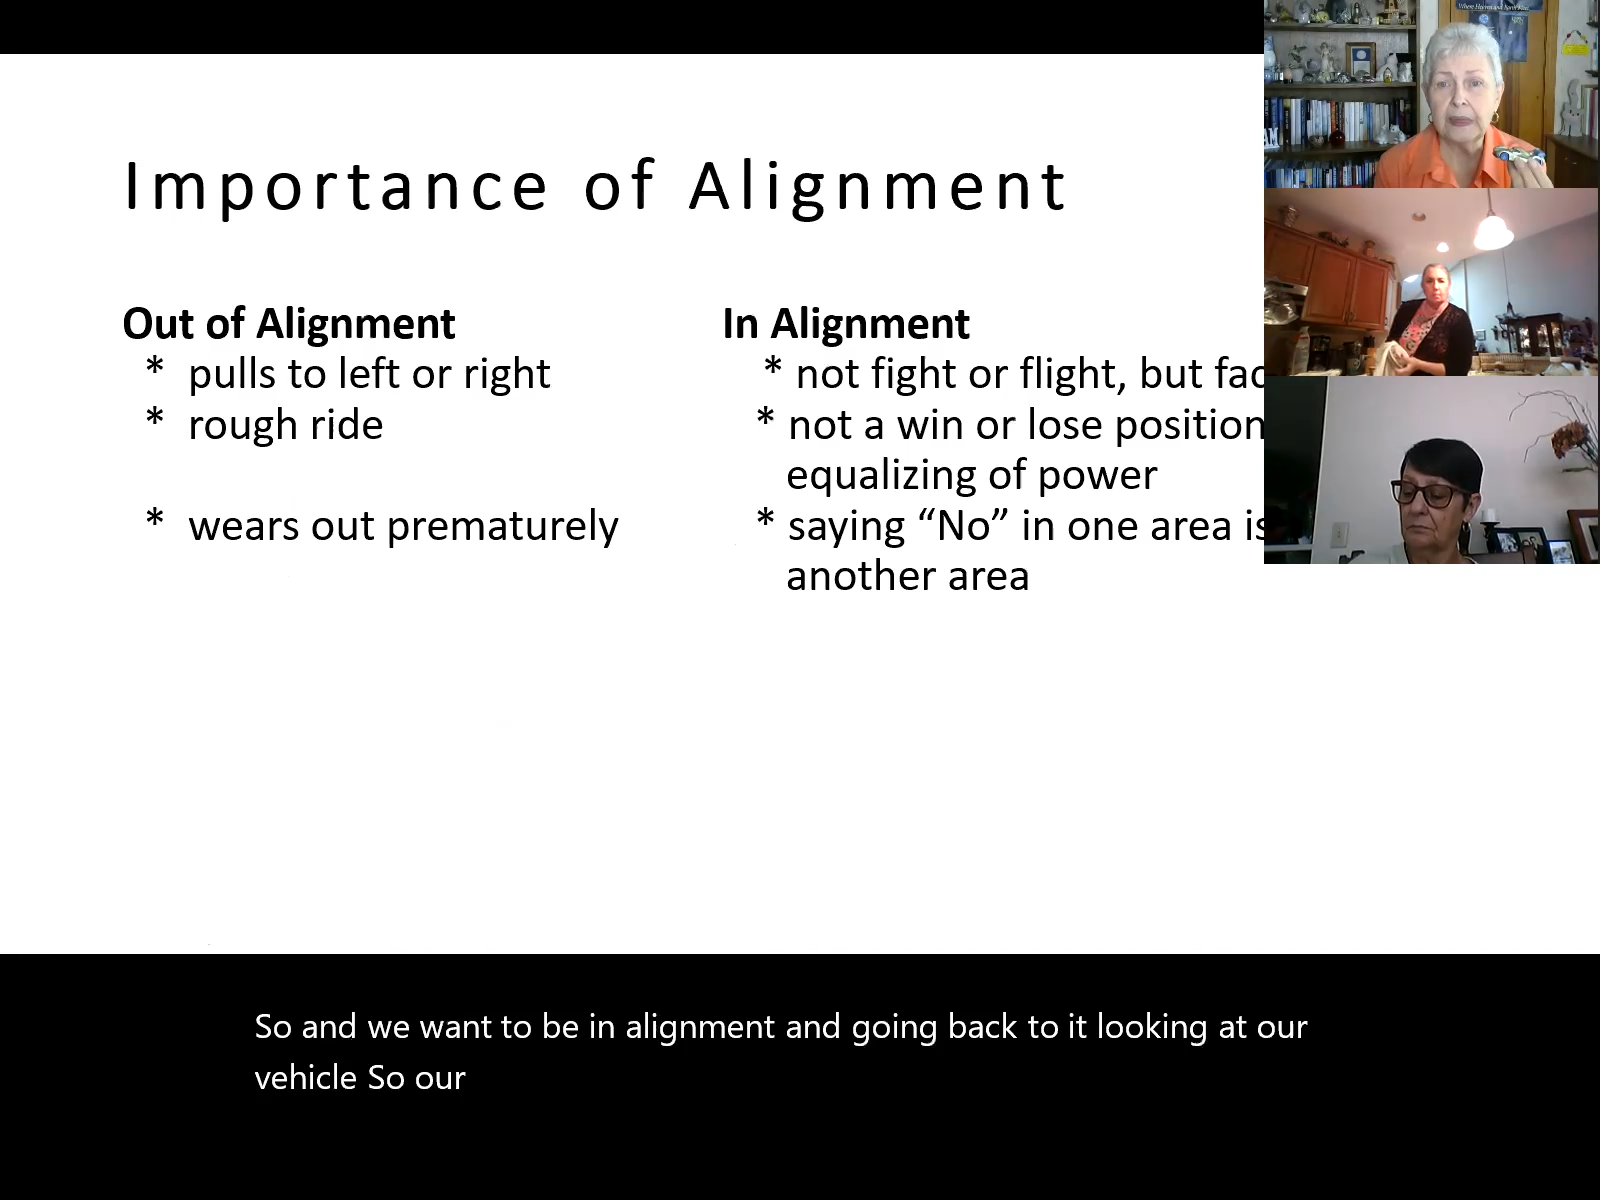 Importance of Alignment
Out of Alignment
* pulls to left or right
* rough ride
* wears out prematurely
In Alignment
* not fight or flight, but
* not a win or lose position
equalizing of power
* saying “No” in one area
another area
So and we want to be in alignment and going back to it looking at our
vehicle So our